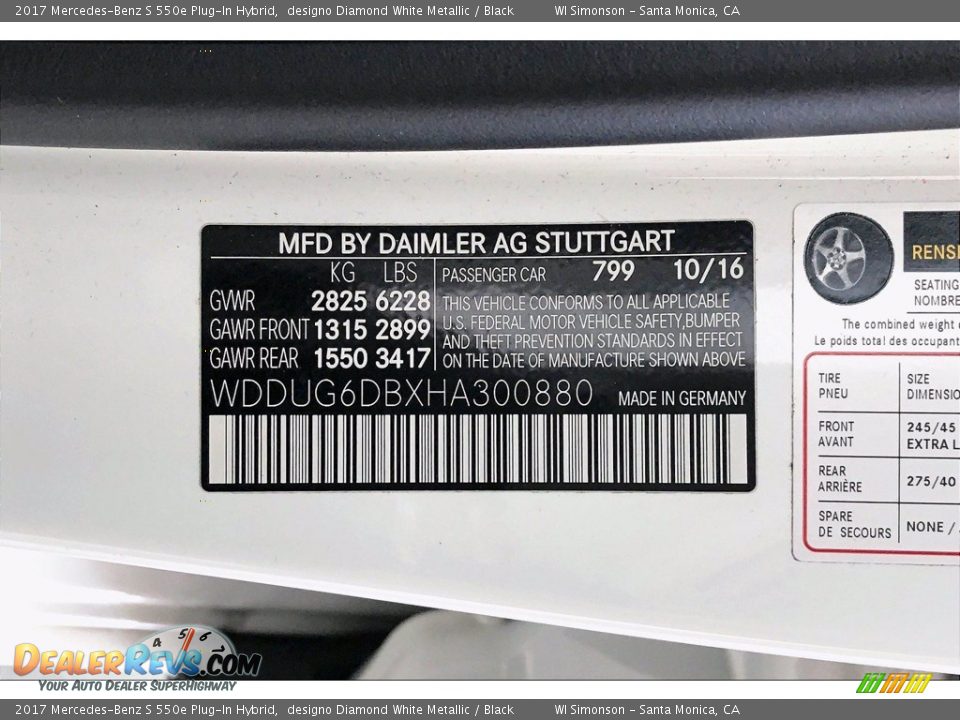 2017 Mercedes-Benz S 550e Plug-In Hybrid,  designo Diamond White Metallic / Black        WI Simonson - Santa Monica, CA
MFD BY DAIMLER AG STUTTGART
KG LBS
GVWR 2825 6228
GAWR FRONT 1315 2899
GAWR REAR 1550 3417
PASSENGER CAR 799 10/16
THIS VEHICLE CONFORMS TO ALL APPLICABLE
U.S. FEDERAL MOTOR VEHICLE SAFETY,BUMPER
AND THEFT PREVENTION STANDARDS IN EFFECT
ON THE DATE OF MANUFACTURE SHOWN ABOVE
WDDUG6DBXHA300880 MADE IN GERMANY
SEATING
NOMBRE
The combined weight
Le poids total des
TIRE
PNEU
SIZE
FRONT
AVANT
245/45
EXTRA
REAR
ARRIÈRE
275/40
SPARE
DE SECOURS
NONE /
4 5 6
DEALERREVS.COM
YOUR AUTO DEALER SUPERHIGHWAY
2017 Mercedes-Benz S 550e Plug-In Hybrid,  designo Diamond White Metallic / Black        WI Simonson - Santa Monica, CA